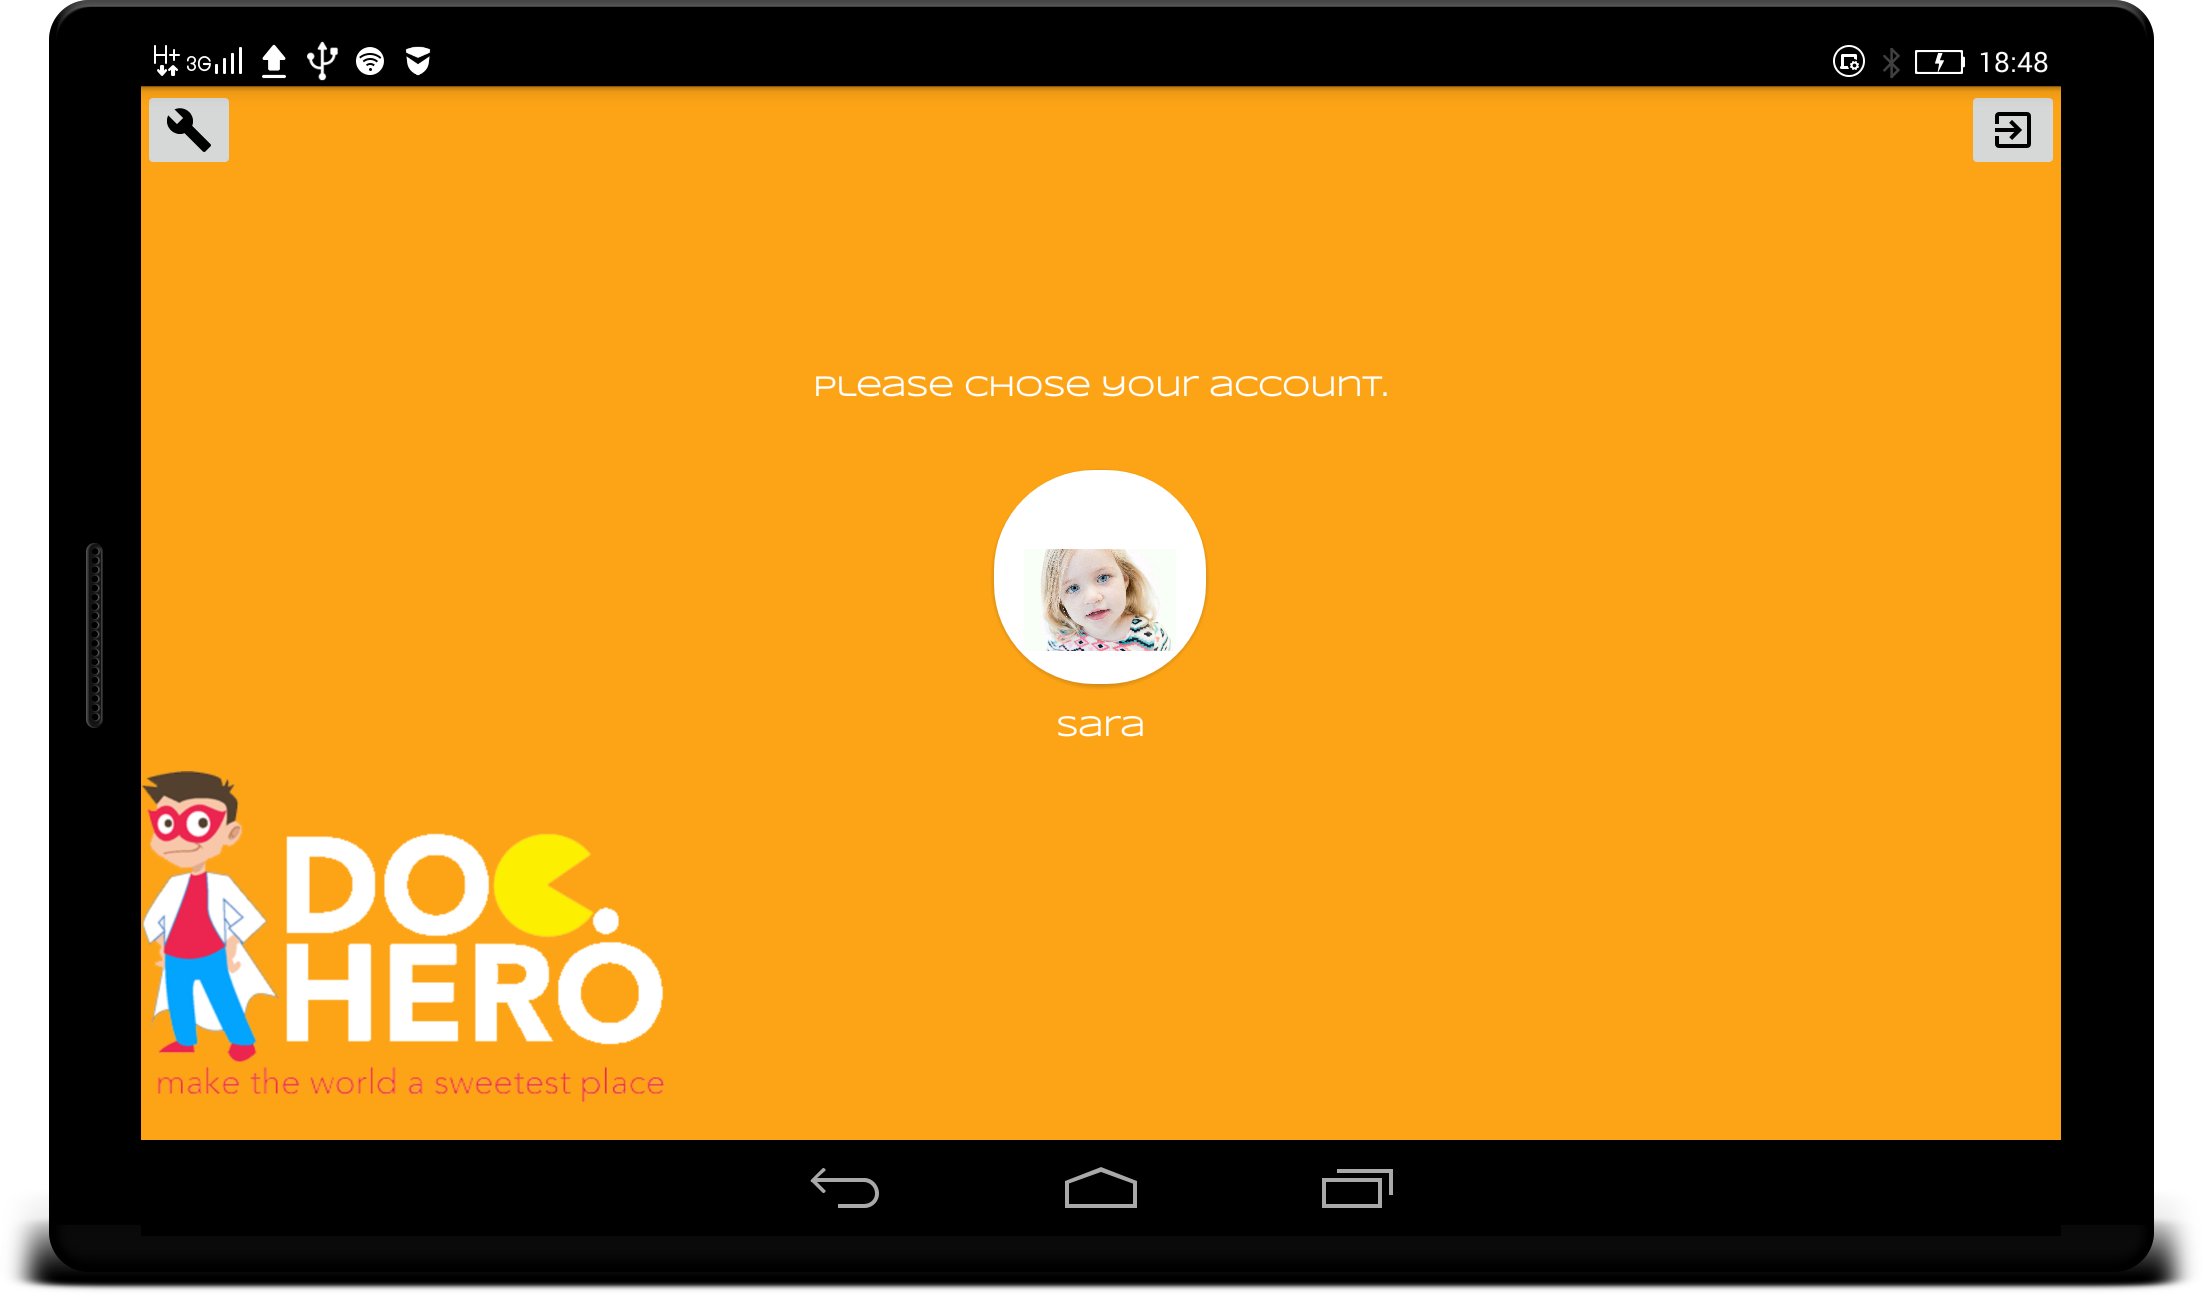 H+ 3G 18:48
Please chose your account.
sara
DOC.
HERO
make the world a sweetest place